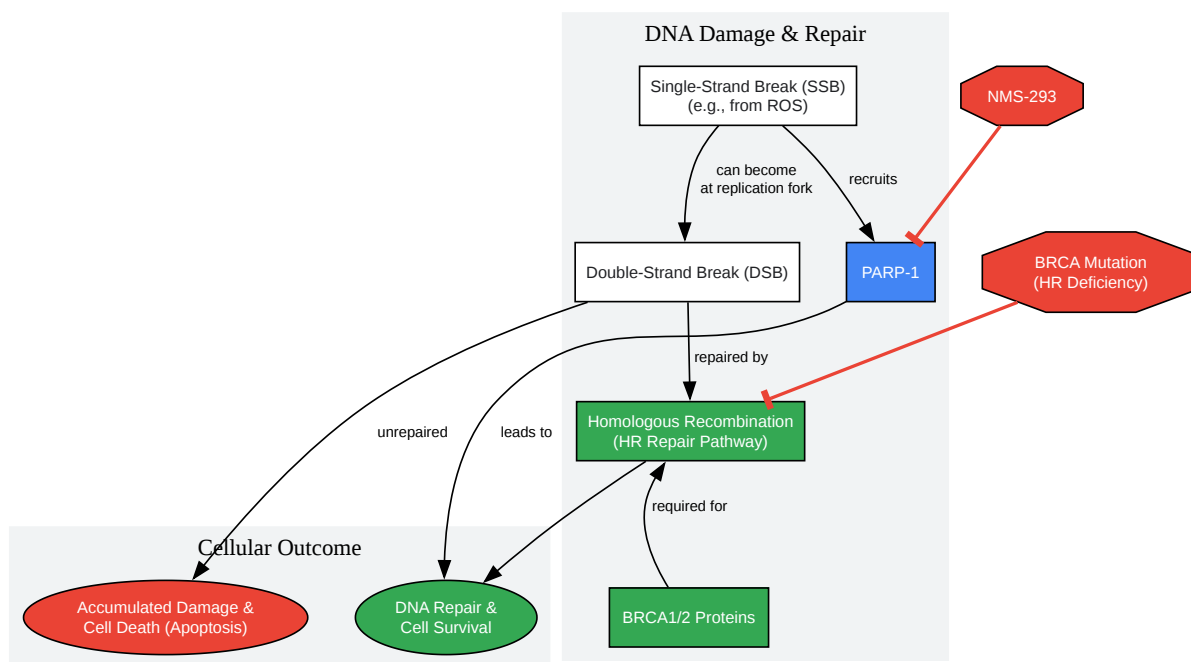 DNA Damage & Repair
Single-Strand Break (SSB)
(e.g., from ROS)
NMS-293
can become
at replication fork
recruits
Double-Strand Break (DSB)
PARP-1
BRCA Mutation
(HR Deficiency)
repaired by
Homologous Recombination
(HR Repair Pathway)
unrepaired
leads to
required for
Cellular Outcome
Accumulated Damage &
Cell Death (Apoptosis)
DNA Repair &
Cell Survival
BRCA1/2 Proteins